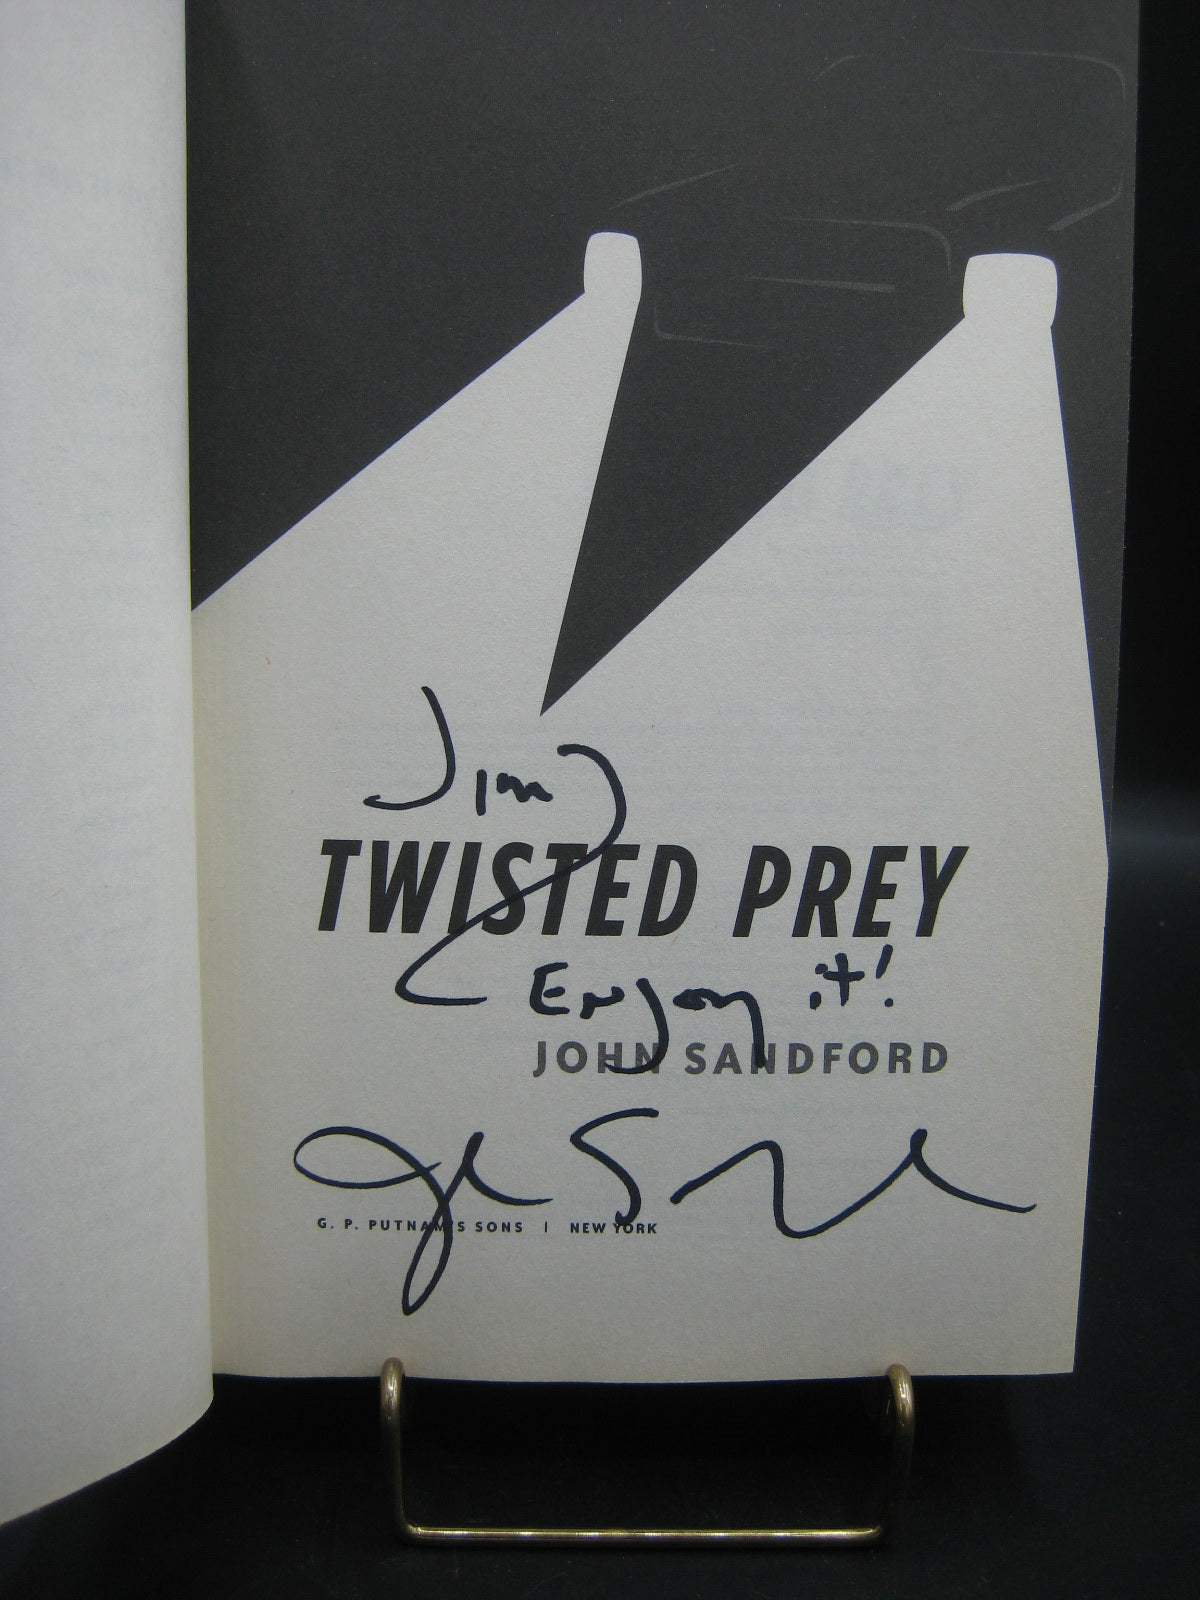 Jim
TWISTED PREY
Enjoy it!
JOHN SANDFORD
G. P. PUTNAM'S SONS | NEW YORK